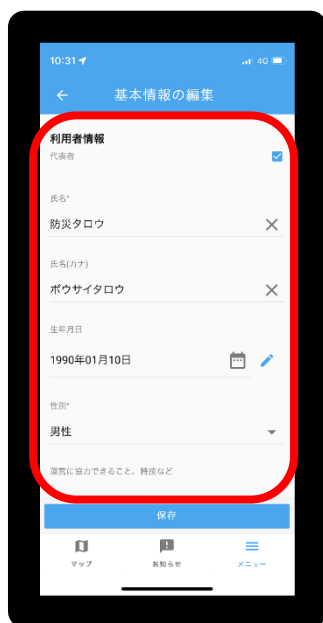 10:31 4G
基本情報の編集
利用者情報
代表者
氏名*
防災タロウ
氏名(カナ)
ボウサイタロウ
生年月日
1990年01月10日
性別*
男性
運営に協力できること、特技など
保存
マップ お知らせ メニュー